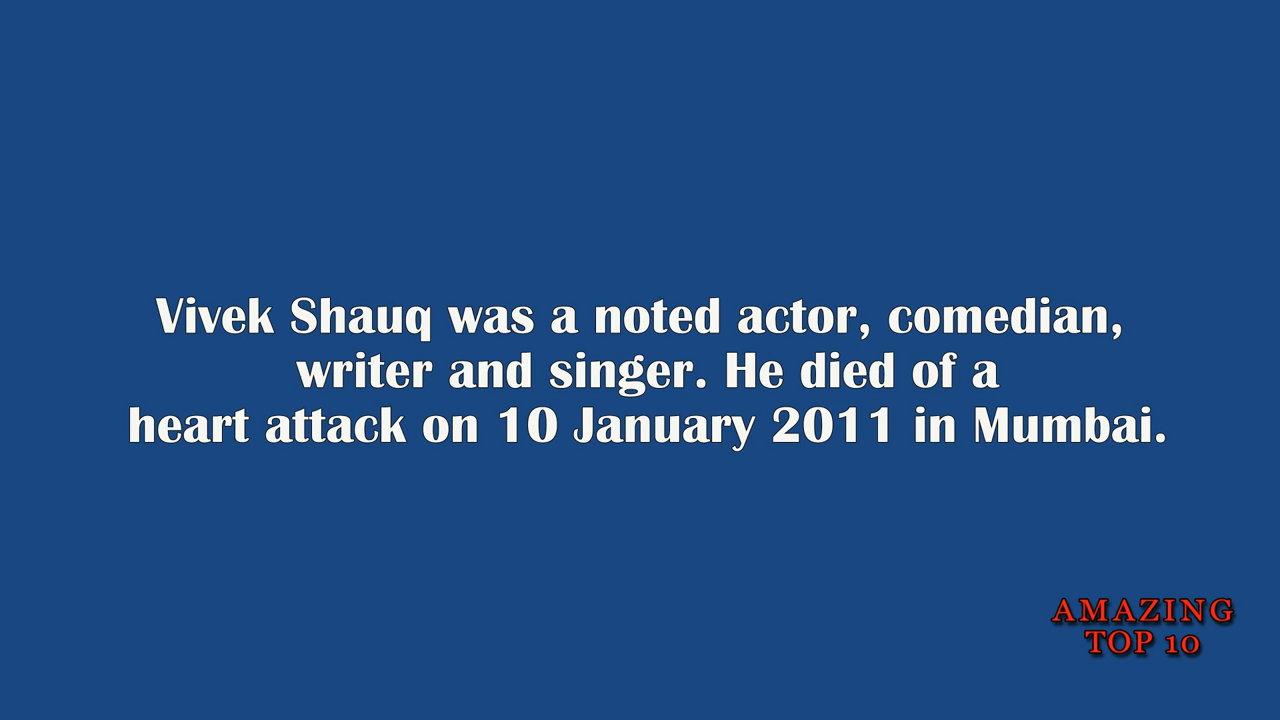 Vivek Shauq was a noted actor, comedian,
writer and singer. He died of a
heart attack on 10 January 2011 in Mumbai.
AMAZING
TOP 10